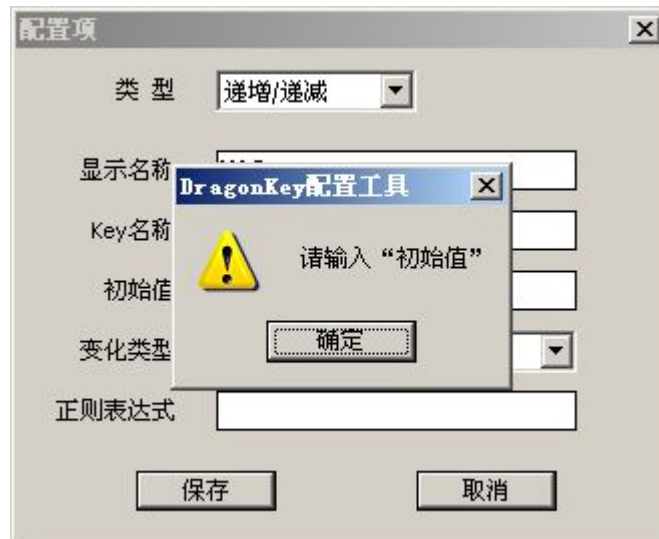 配置项
类 型
递增/递减
显示名称
DragonKey配置工具
Key名称
请输入“初始值”
初始值
确定
变化类型
正则表达式
保存
取消